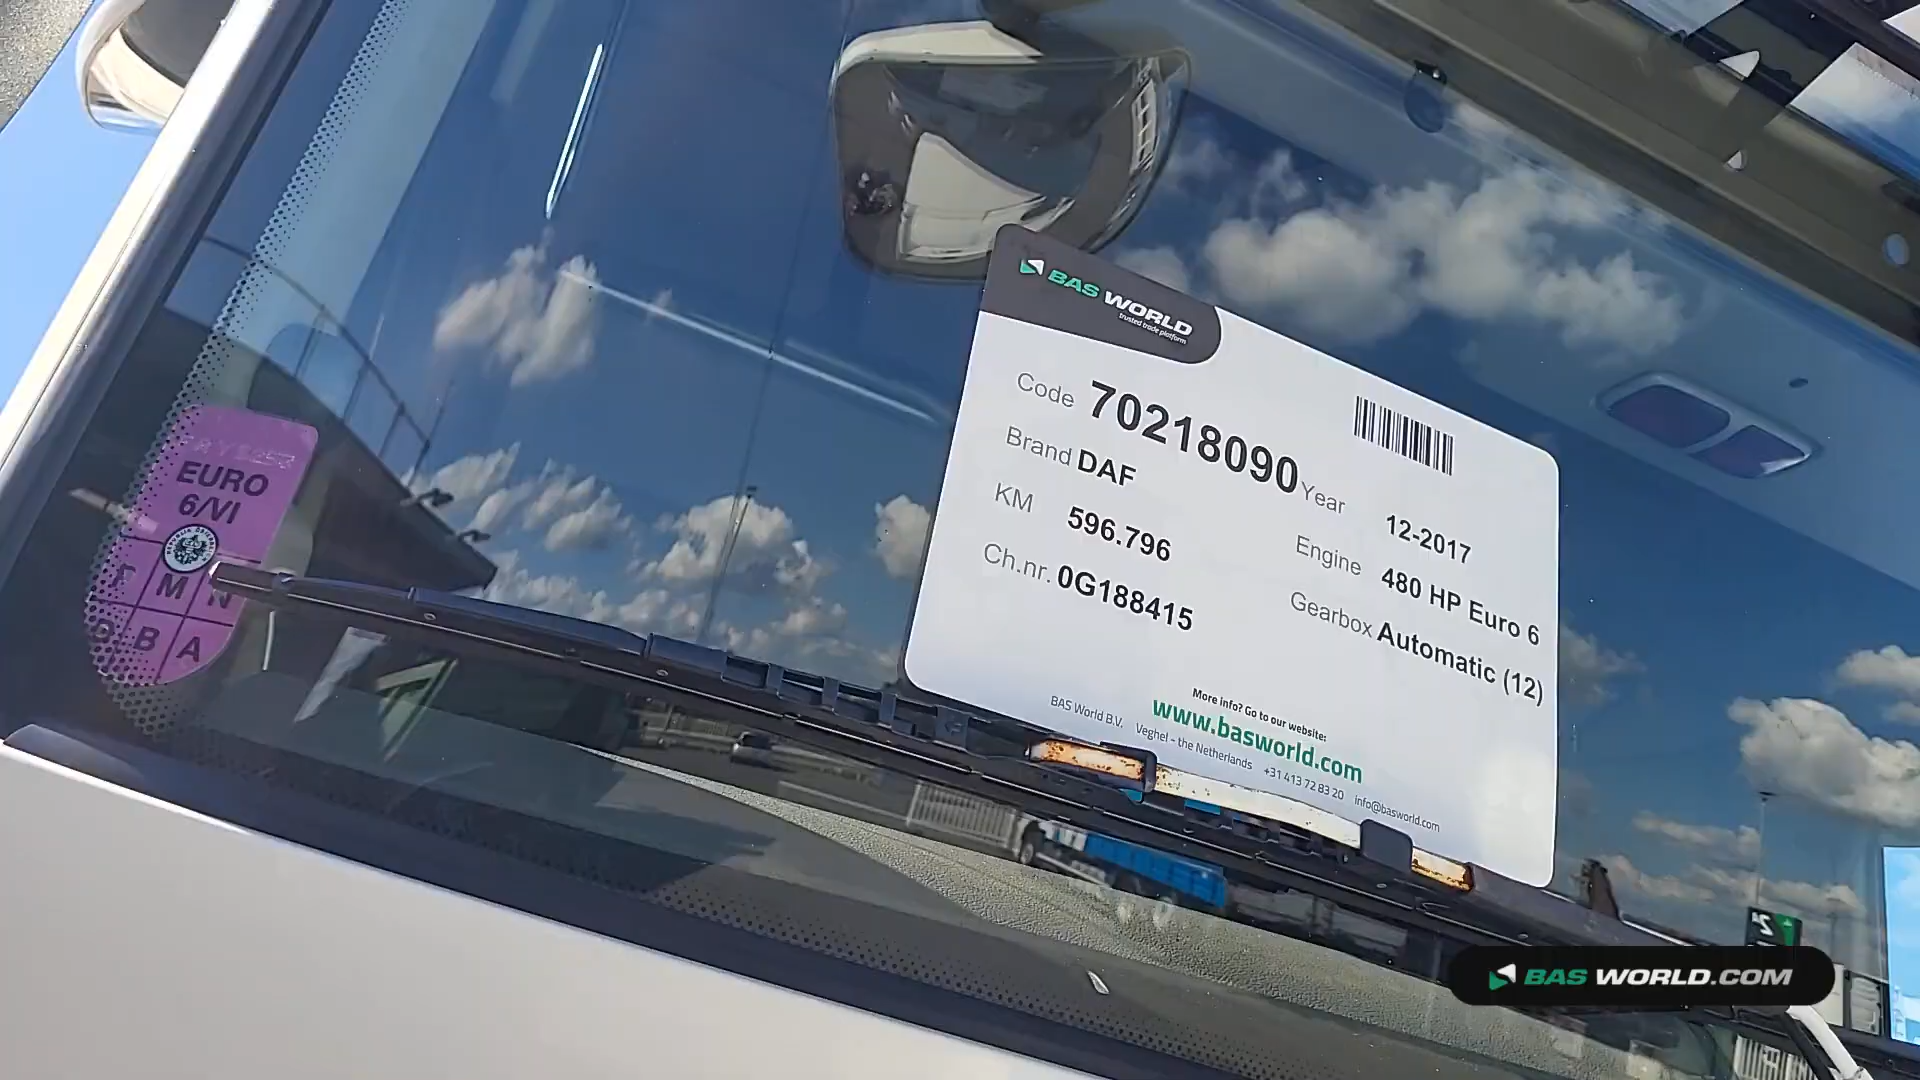 BAS WORLD
trusted trade platform
Code 70218090
Brand DAF
KM 596.796
Ch.nr. 0G188415
Year 12-2017
Engine 480 HP Euro 6
Gearbox Automatic (12)
More info? Go to our website:
www.basworld.com
BAS World B.V. Veghel - the Netherlands +31 413 72 83 20 info@basworld.com
EURO
6/VI
M N
B A
BAS WORLD.COM